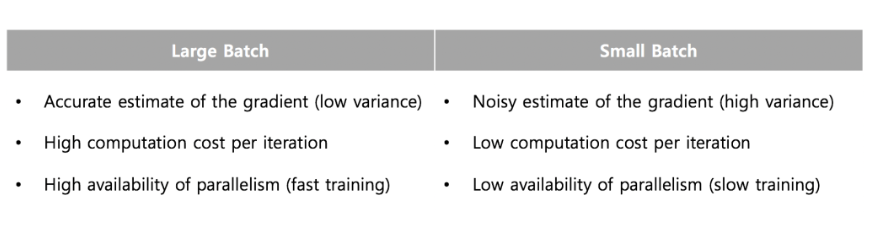 Large Batch
Small Batch
• Accurate estimate of the gradient (low variance)
• High computation cost per iteration
• High availability of parallelism (fast training)
• Noisy estimate of the gradient (high variance)
• Low computation cost per iteration
• Low availability of parallelism (slow training)